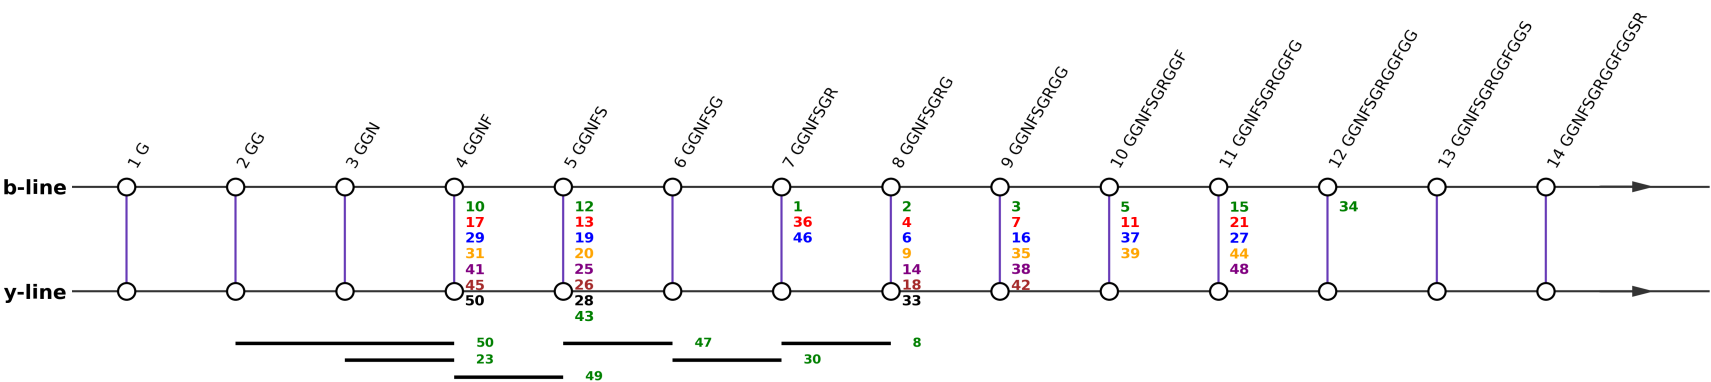 1 G
2 GG
3 GGN
4 GGNF
5 GGNFS
6 GGNFSG
7 GGNFSGR
8 GGNFSGRG
9 GGNFSGRGG
10 GGNFSGRGGF
11 GGNFSGRGGFG
12 GGNFSGRGGFGG
13 GGNFSGRGGFGGS
14 GGNFSGRGGFGGSR
b-line
10 12 1 2 3 5 15 34
17 13 36 4 7 11 21
29 19 46 6 16 37 27
31 20 9 35 39 44
41 25 14 38 48
45 26 18 42
y-line
50 28 33
43
50 47 8
23 30
49